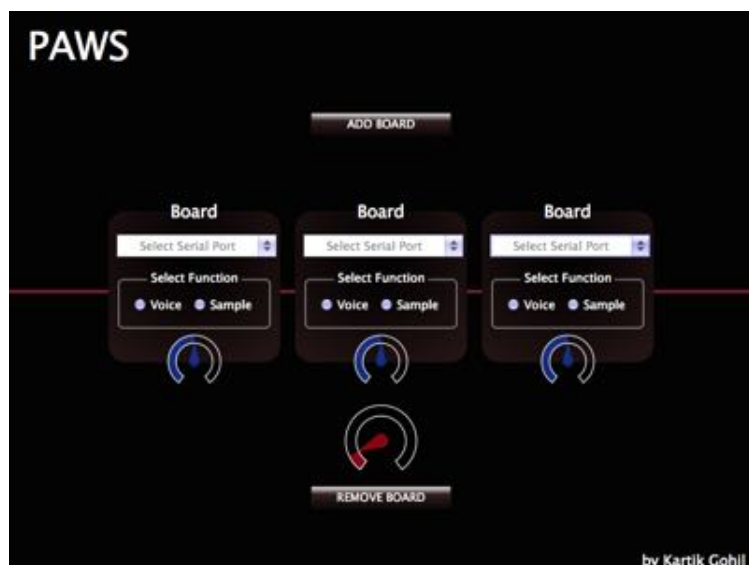 PAWS
ADD BOARD
Board
Select Serial Port
Select Function
Voice Sample
Board
Select Serial Port
Select Function
Voice Sample
Board
Select Serial Port
Select Function
Voice Sample
REMOVE BOARD
by Kartik Gohil